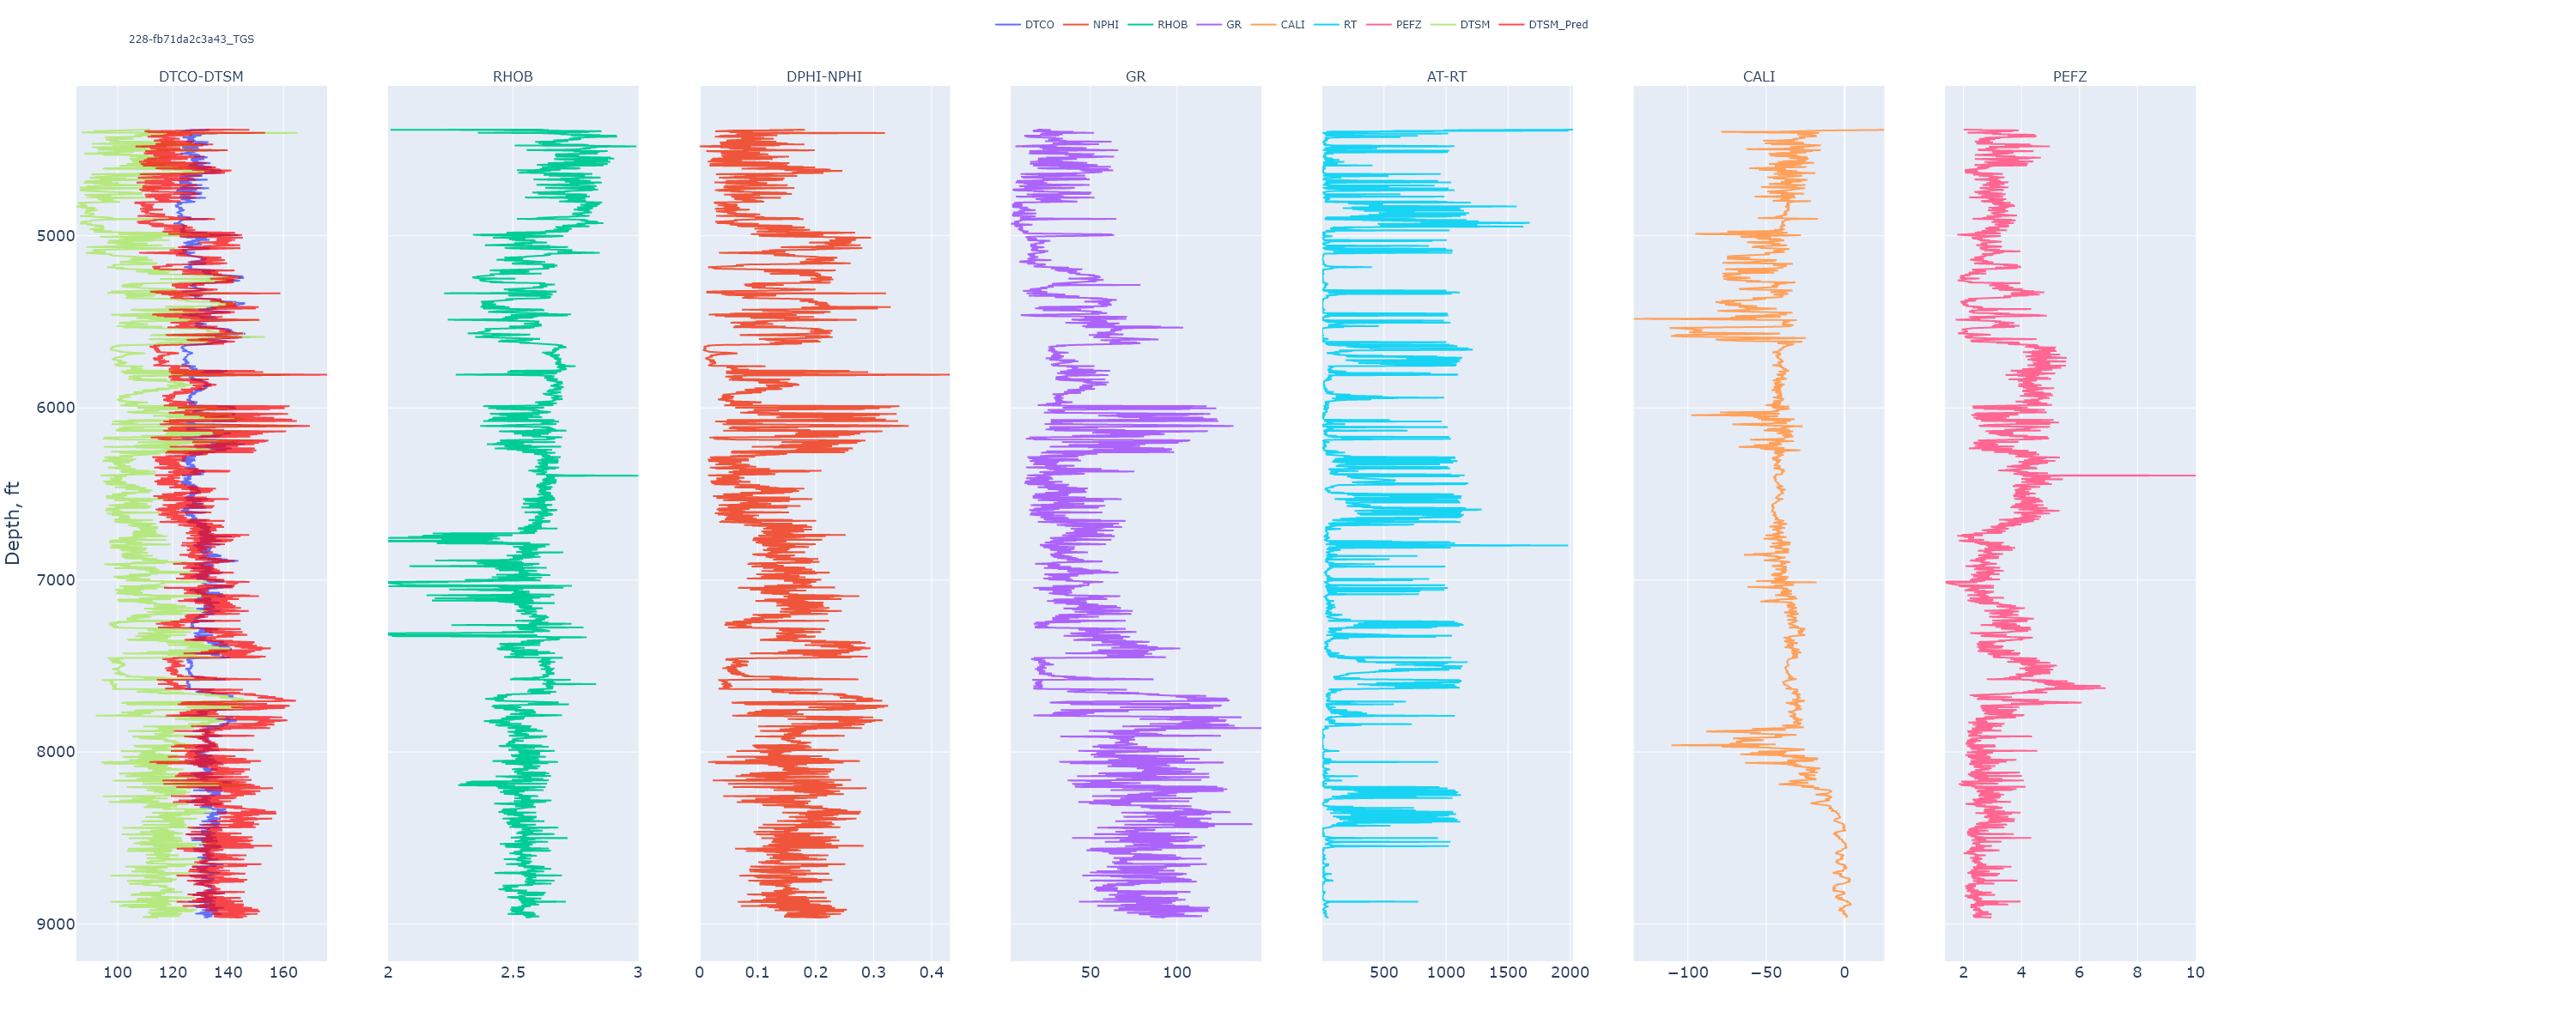 DTCO NPHI RHOB GR CALI RT PEFZ DTSM DTSM_Pred
228-fb71da2c3a43_TGS
DTCO-DTSM RHOB DPHI-NPHI GR AT-RT CALI PEFZ
Depth, ft
5000
6000
7000
8000
9000
100 120 140 160 2 2.5 3 0 0.1 0.2 0.3 0.4 50 100 500 1000 1500 2000 −100 −50 0 2 4 6 8 10